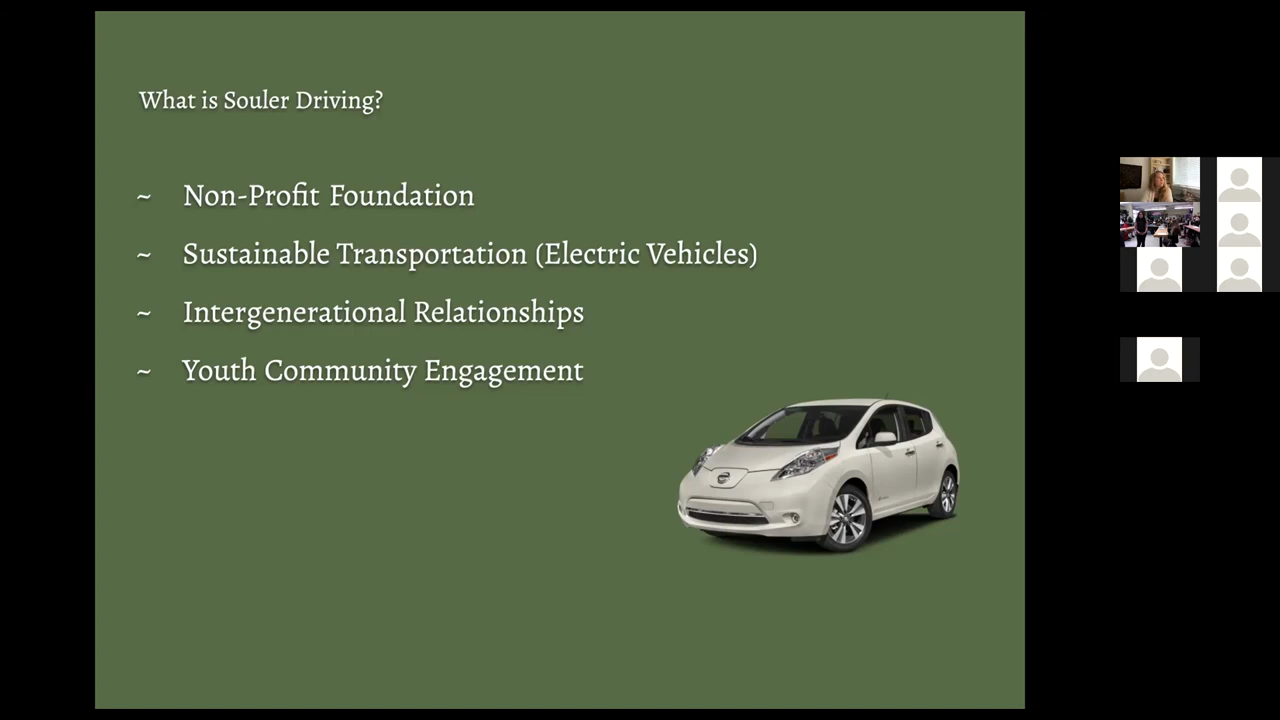 What is Souler Driving?
~ Non-Profit Foundation
~ Sustainable Transportation (Electric Vehicles)
~ Intergenerational Relationships
~ Youth Community Engagement